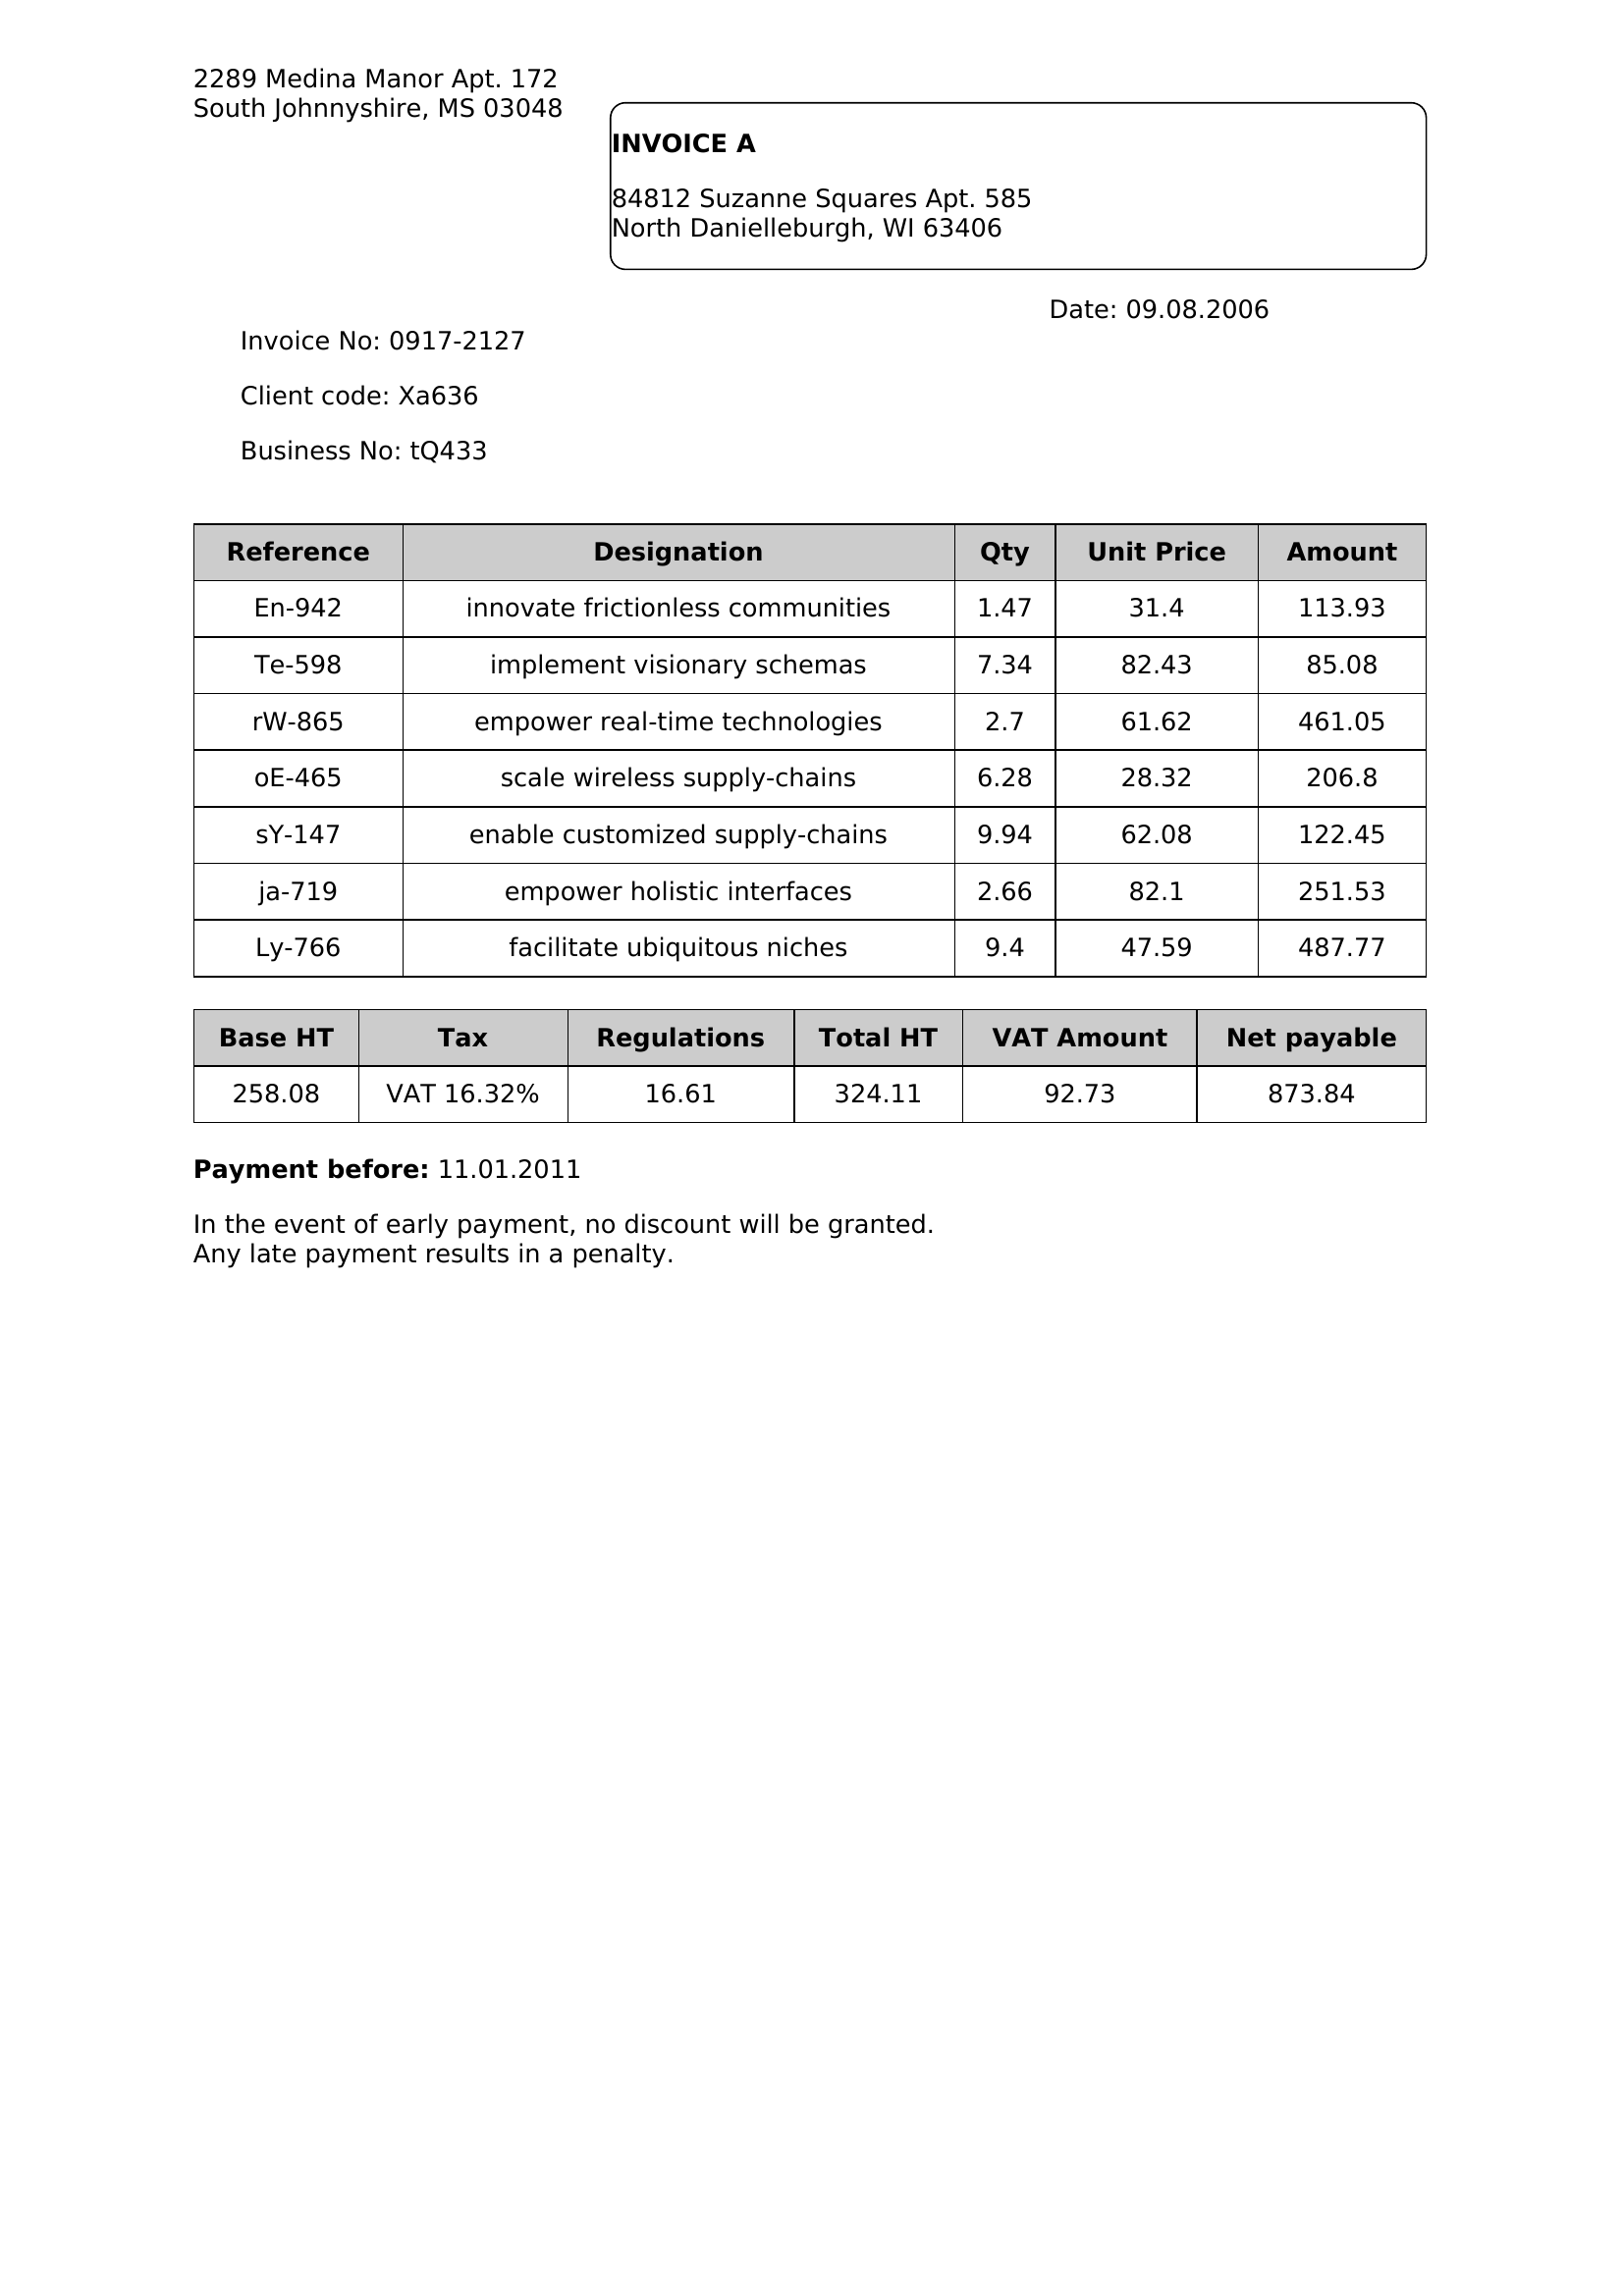 2289 Medina Manor Apt. 172
South Johnnyshire, MS 03048
INVOICE A
84812 Suzanne Squares Apt. 585
North Danielleburgh, WI 63406
Date: 09.08.2006
Invoice No: 0917-2127
Client code: Xa636
Business No: tQ433
Reference Designation Qty Unit Price Amount
En-942 innovate frictionless communities 1.47 31.4 113.93
Te-598 implement visionary schemas 7.34 82.43 85.08
rW-865 empower real-time technologies 2.7 61.62 461.05
oE-465 scale wireless supply-chains 6.28 28.32 206.8
sY-147 enable customized supply-chains 9.94 62.08 122.45
ja-719 empower holistic interfaces 2.66 82.1 251.53
Ly-766 facilitate ubiquitous niches 9.4 47.59 487.77
Base HT Tax Regulations Total HT VAT Amount Net payable
258.08 VAT 16.32% 16.61 324.11 92.73 873.84
Payment before: 11.01.2011
In the event of early payment, no discount will be granted.
Any late payment results in a penalty.